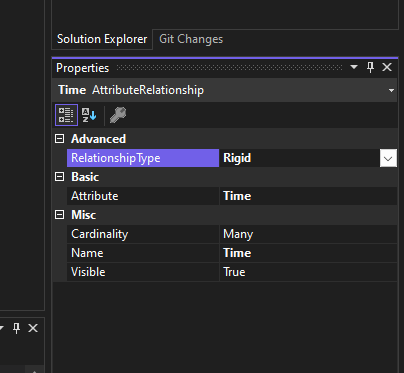 Solution Explorer Git Changes
Properties
Time AttributeRelationship
Advanced
RelationshipType Rigid
Basic
Attribute Time
Misc
Cardinality Many
Name Time
Visible True